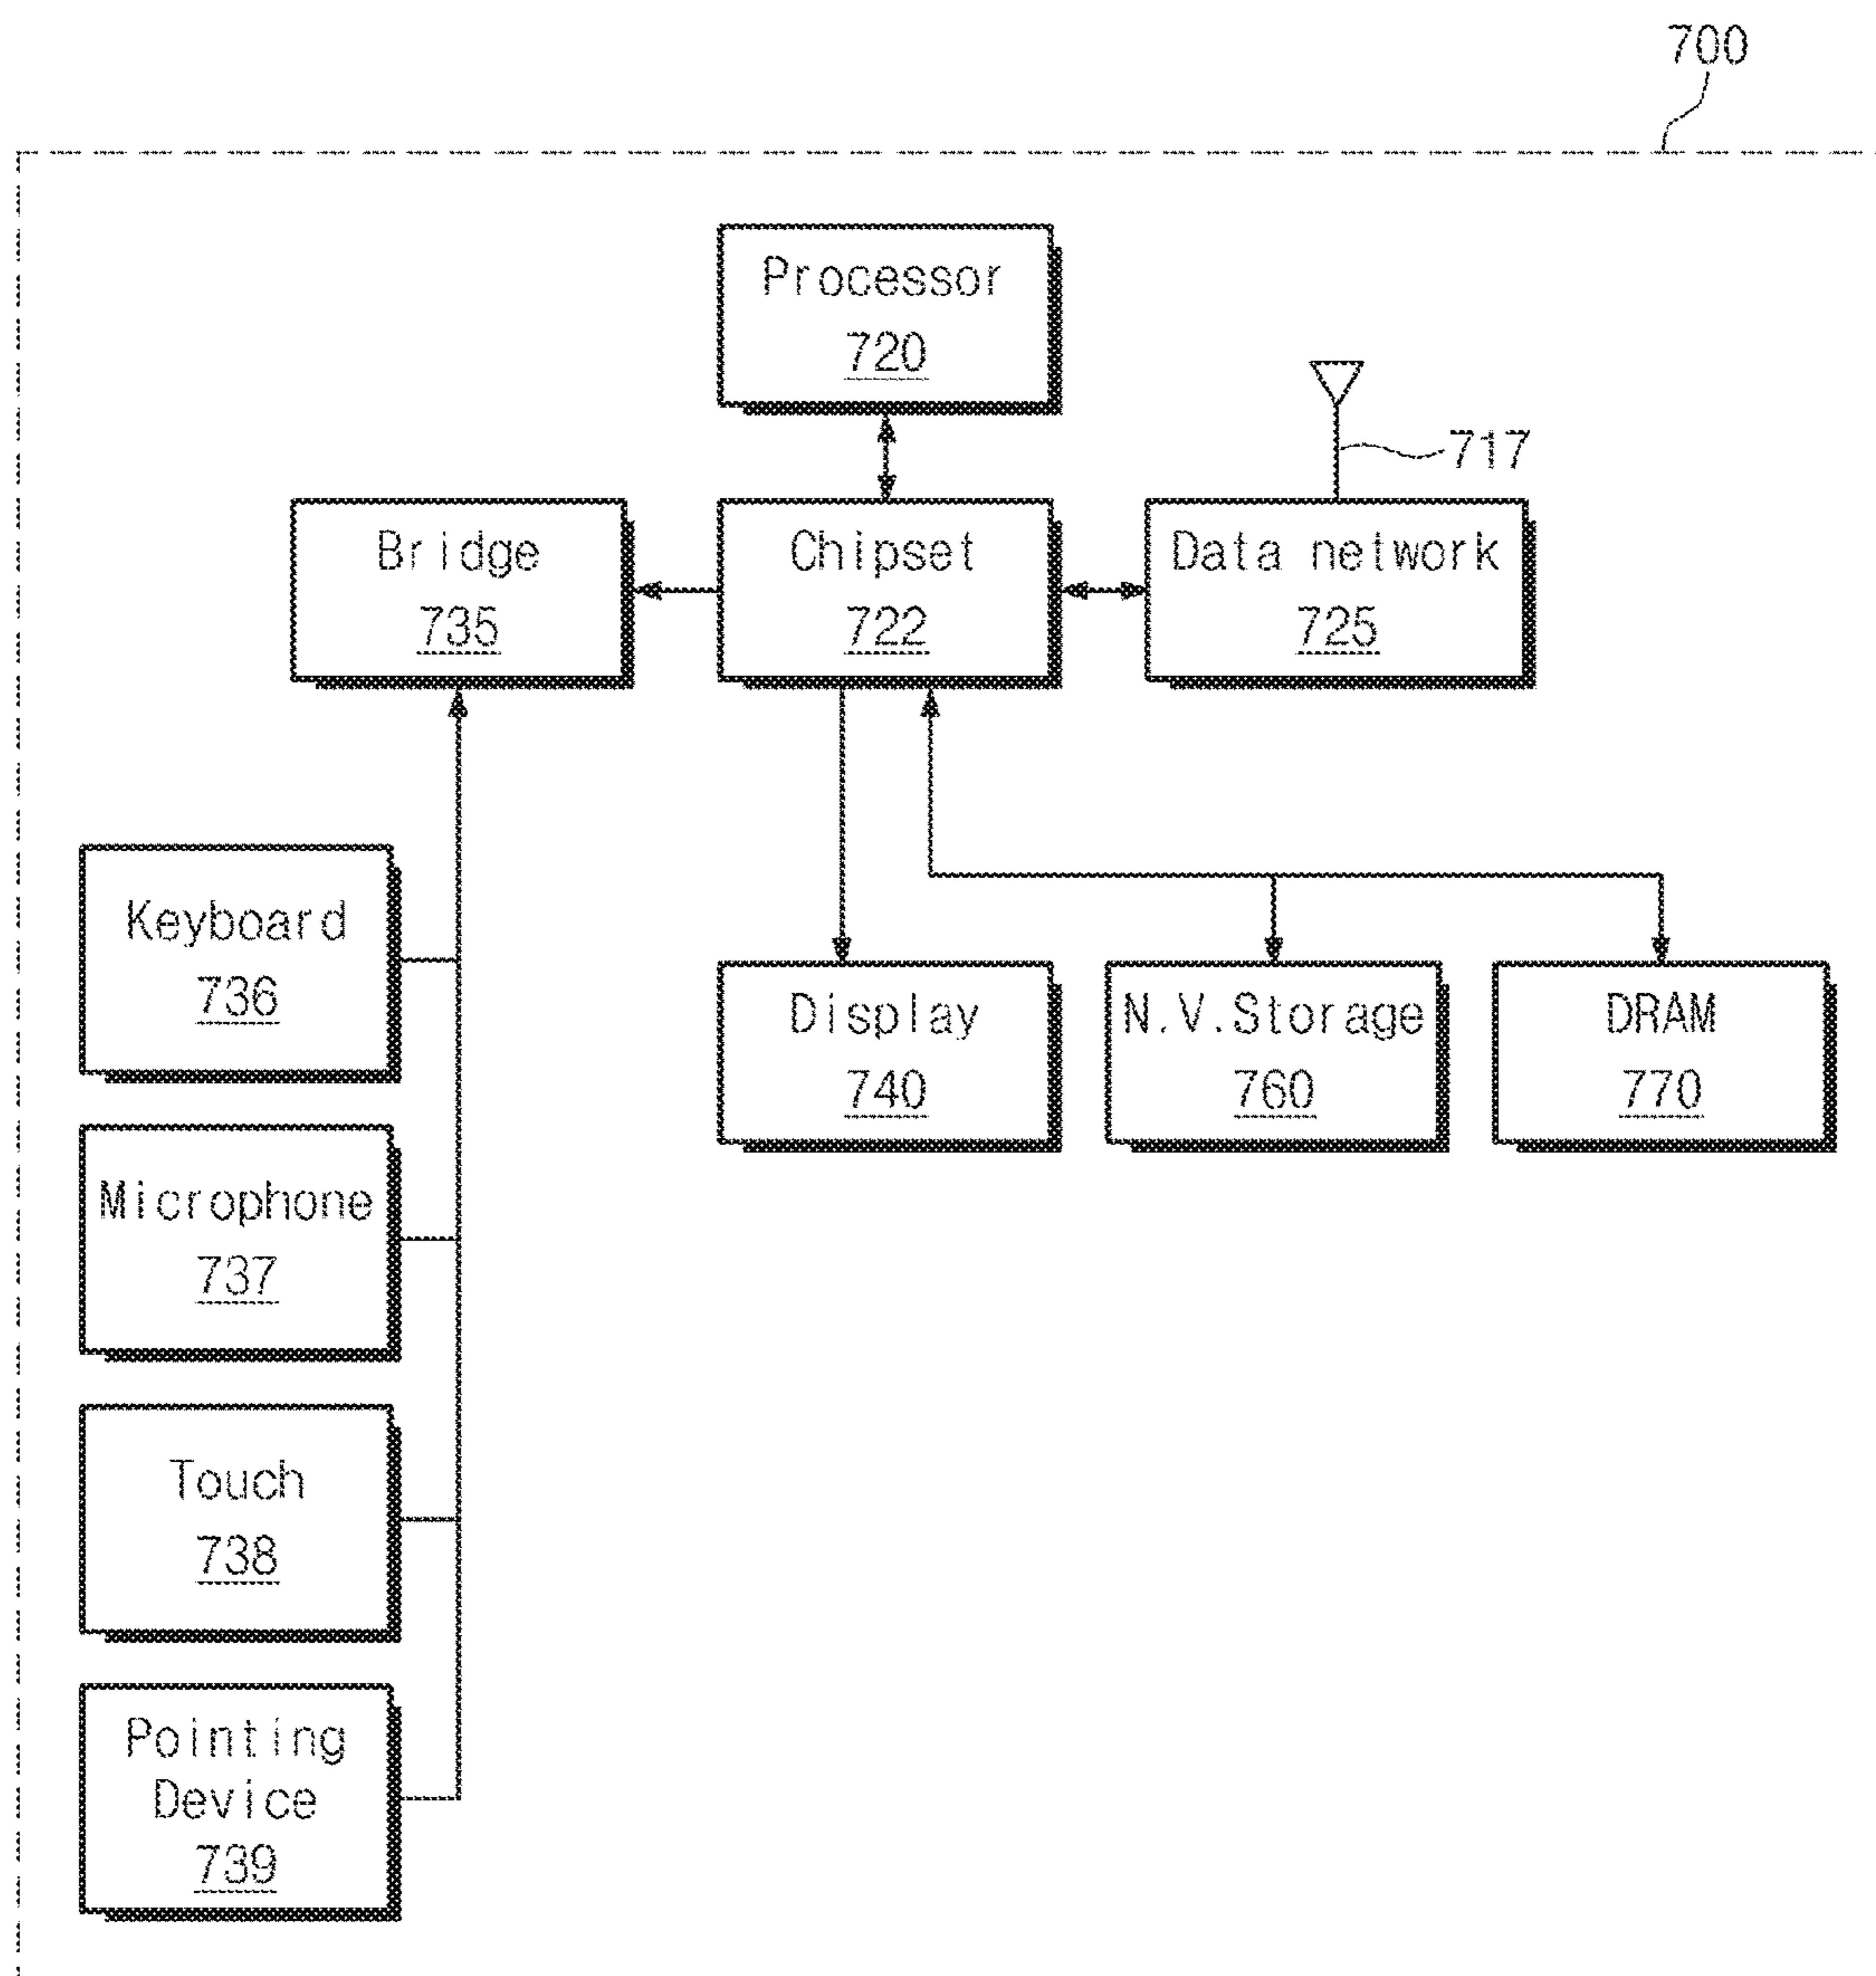 700
Processor
720
717
Bridge
735
Chipset
722
Data network
725
Keyboard
736
Display
740
N.V.Storage
760
DRAM
770
Microphone
737
Touch
738
Pointing
Device
739